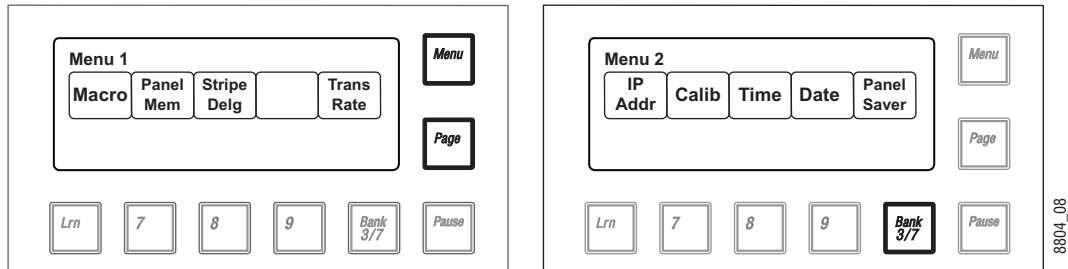 Menu 1
Macro
Panel
Mem
Stripe
Delg
Trans
Rate
Menu
Page
Lrn
7
8
9
Bank
3/7
Pause
Menu 2
IP
Addr
Calib
Time
Date
Panel
Saver
Menu
Page
Lrn
7
8
9
Bank
3/7
Pause
8804_08